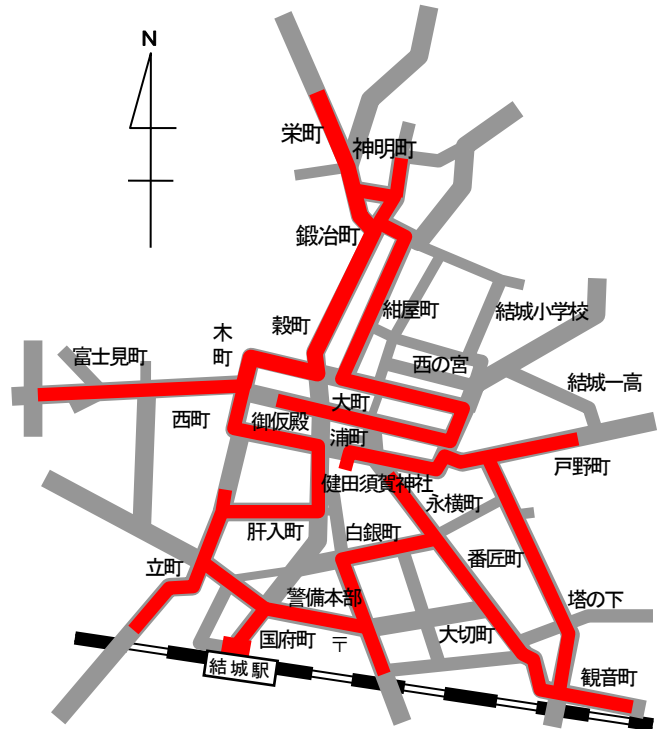 N
栄町
神明町
鍛冶町
紺屋町
結城小学校
穀町
木
町
富士見町
西の宮
結城一高
大町
西町
御仮殿
浦町
戸野町
健田須賀神社
永横町
肝入町
白銀町
番匠町
立町
警備本部
塔の下
国府町
〒
大切町
結城駅
観音町